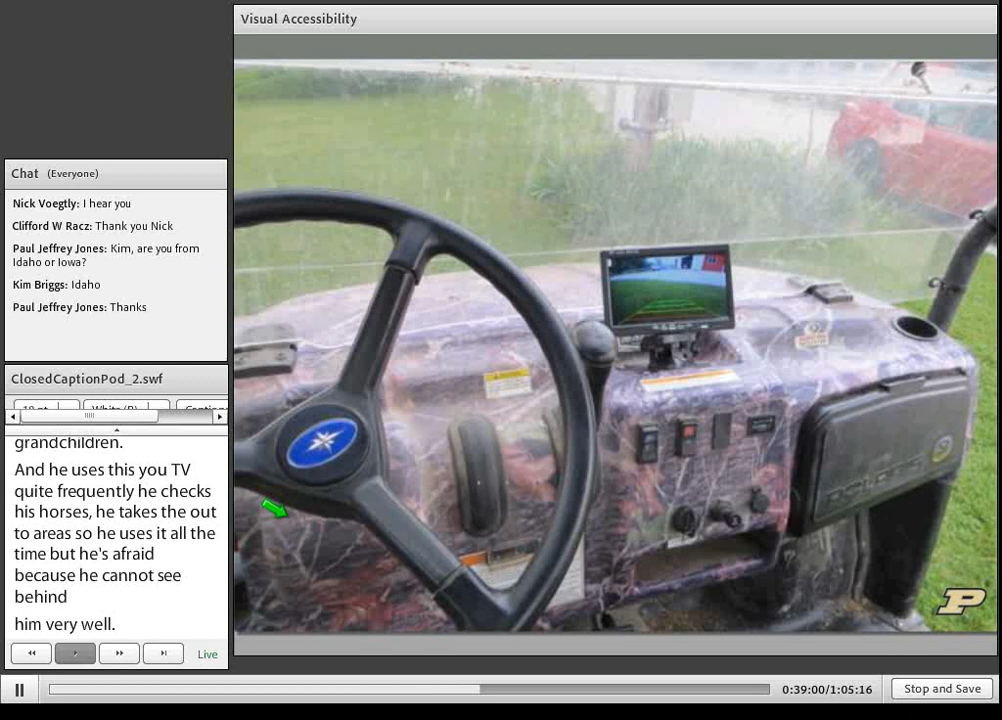 Visual Accessibility
Chat (Everyone)
Nick Voegtly: I hear you
Clifford W Racz: Thank you Nick
Paul Jeffrey Jones: Kim, are you from
Idaho or Iowa?
Kim Briggs: Idaho
Paul Jeffrey Jones: Thanks
ClosedCaptionPod_2.swf
grandchildren.
And he uses this you TV
quite frequently he checks
his horses, he takes the out
to areas so he uses it all the
time but he's afraid
because he cannot see
behind
him very well.
Live
POLARIS
P
0:39:00/1:05:16
Stop and Save